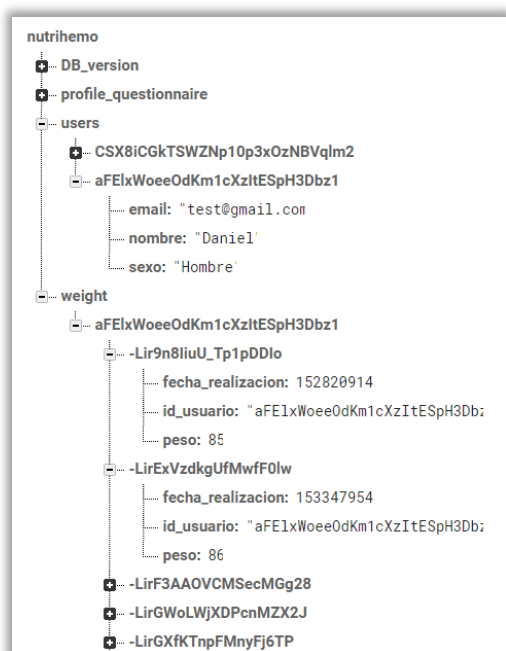 nutrihemo
DB_version
profile_questionnaire
users
CSX8iCGkTSWZNp10p3xOzNBVqlm2
aFElxWoeeOdKm1cXzItESpH3Dbz1
email: "test@gmail.com
nombre: "Daniel'
sexo: "Hombre'
weight
aFElxWoeeOdKm1cXzItESpH3Dbz1
-Lir9n8IiuU_Tp1pDDIo
fecha_realizacion: 152820914
id_usuario: "aFElxWoeeOdKm1cXzItESpH3Dbz
peso: 85
-LirExVzdkgUfMwfF0lw
fecha_realizacion: 153347954
id_usuario: "aFElxWoeeOdKm1cXzItESpH3Dbz
peso: 86
-LirF3AAOVCMSecMGg28
-LirGWoLWjXDPcnMZX2J
-LirGXfKTnpFMnyFj6TP